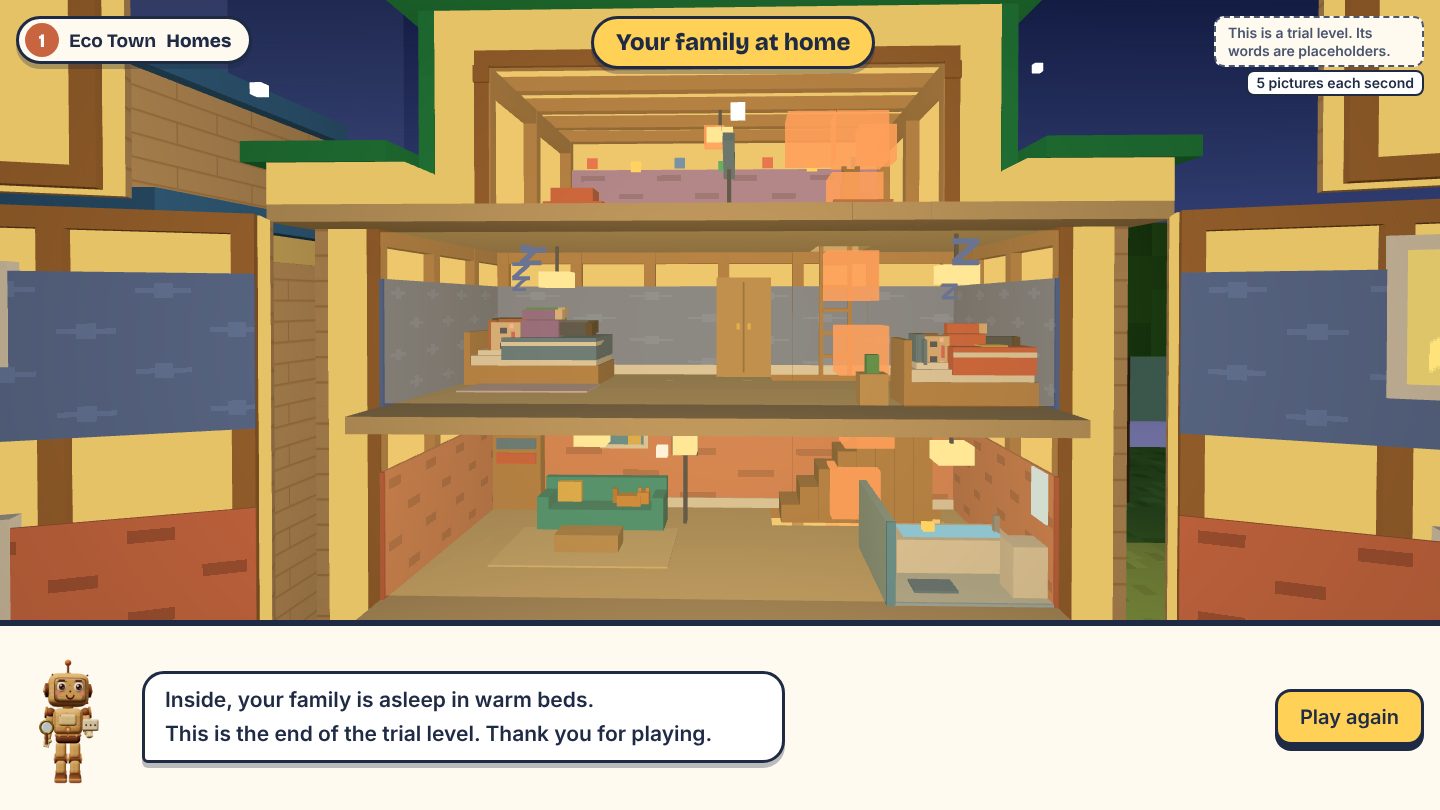 1 Eco Town Homes
Your family at home
This is a trial level. Its
words are placeholders.
5 pictures each second
Z
Z
Z
Z
Z
Inside, your family is asleep in warm beds.
This is the end of the trial level. Thank you for playing.
Play again